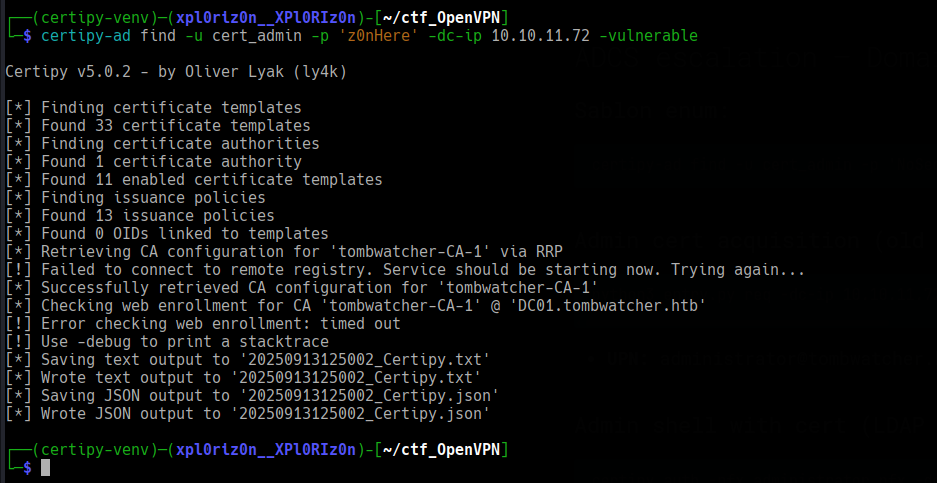 ┌──(certipy-venv)─(xpl0riz0n__XPl0RIz0n)-[~/ctf_OpenVPN]
└─$ certipy-ad find -u cert_admin -p 'z0nHere' -dc-ip 10.10.11.72 -vulnerable
Certipy v5.0.2 - by Oliver Lyak (ly4k)
[*] Finding certificate templates
[*] Found 33 certificate templates
[*] Finding certificate authorities
[*] Found 1 certificate authority
[*] Found 11 enabled certificate templates
[*] Finding issuance policies
[*] Found 13 issuance policies
[*] Found 0 OIDs linked to templates
[*] Retrieving CA configuration for 'tombwatcher-CA-1' via RRP
[!] Failed to connect to remote registry. Service should be starting now. Trying again...
[*] Successfully retrieved CA configuration for 'tombwatcher-CA-1'
[*] Checking web enrollment for CA 'tombwatcher-CA-1' @ 'DC01.tombwatcher.htb'
[!] Error checking web enrollment: timed out
[!] Use -debug to print a stacktrace
[*] Saving text output to '20250913125002_Certipy.txt'
[*] Wrote text output to '20250913125002_Certipy.txt'
[*] Saving JSON output to '20250913125002_Certipy.json'
[*] Wrote JSON output to '20250913125002_Certipy.json'
┌──(certipy-venv)─(xpl0riz0n__XPl0RIz0n)-[~/ctf_OpenVPN]
└─$